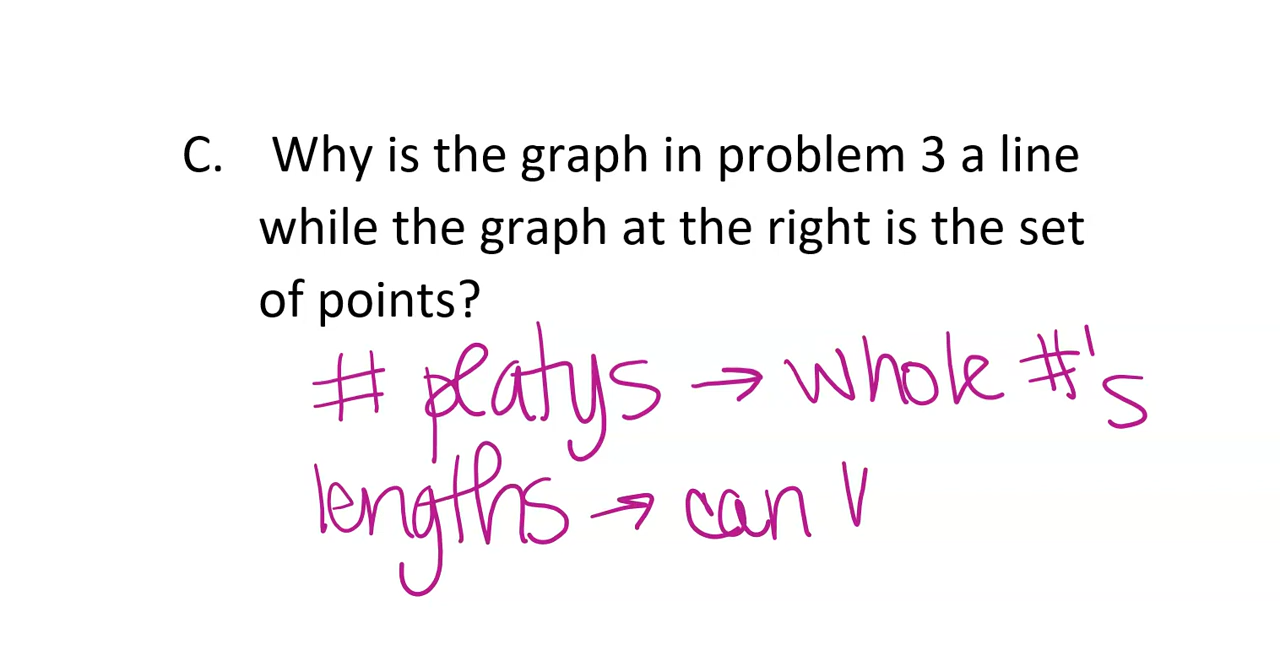 C. Why is the graph in problem 3 a line
while the graph at the right is the set
of points?
# platys → whole #'s
lengths → can